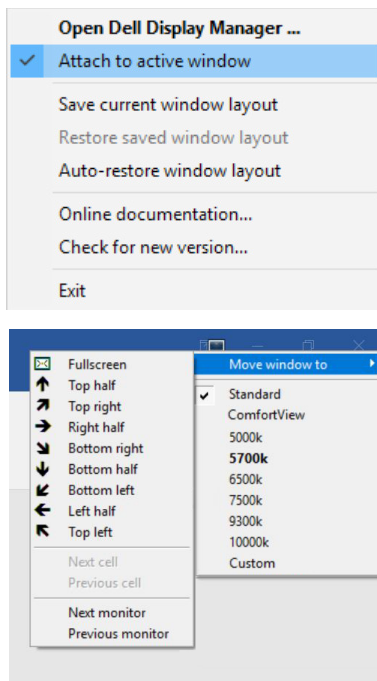 Open Dell Display Manager ...
Attach to active window
Save current window layout
Restore saved window layout
Auto-restore window layout
Online documentation...
Check for new version...
Exit
Fullscreen
Top half
Top right
Right half
Bottom right
Bottom half
Bottom left
Left half
Top left
Next cell
Previous cell
Next monitor
Previous monitor
Move window to
Standard
ComfortView
5000k
5700k
6500k
7500k
9300k
10000k
Custom